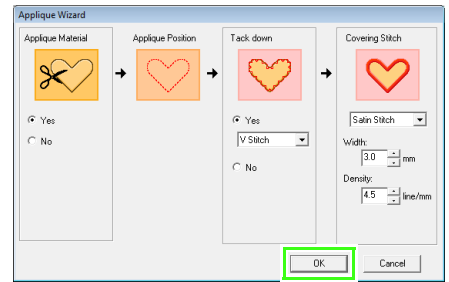 Applique Wizard
Applique Material
Applique Position
Tack down
Covering Stitch
Yes
No
Yes
V Stitch
No
Satin Stitch
Width:
3.0 mm
Density:
4.5 line/mm
OK
Cancel